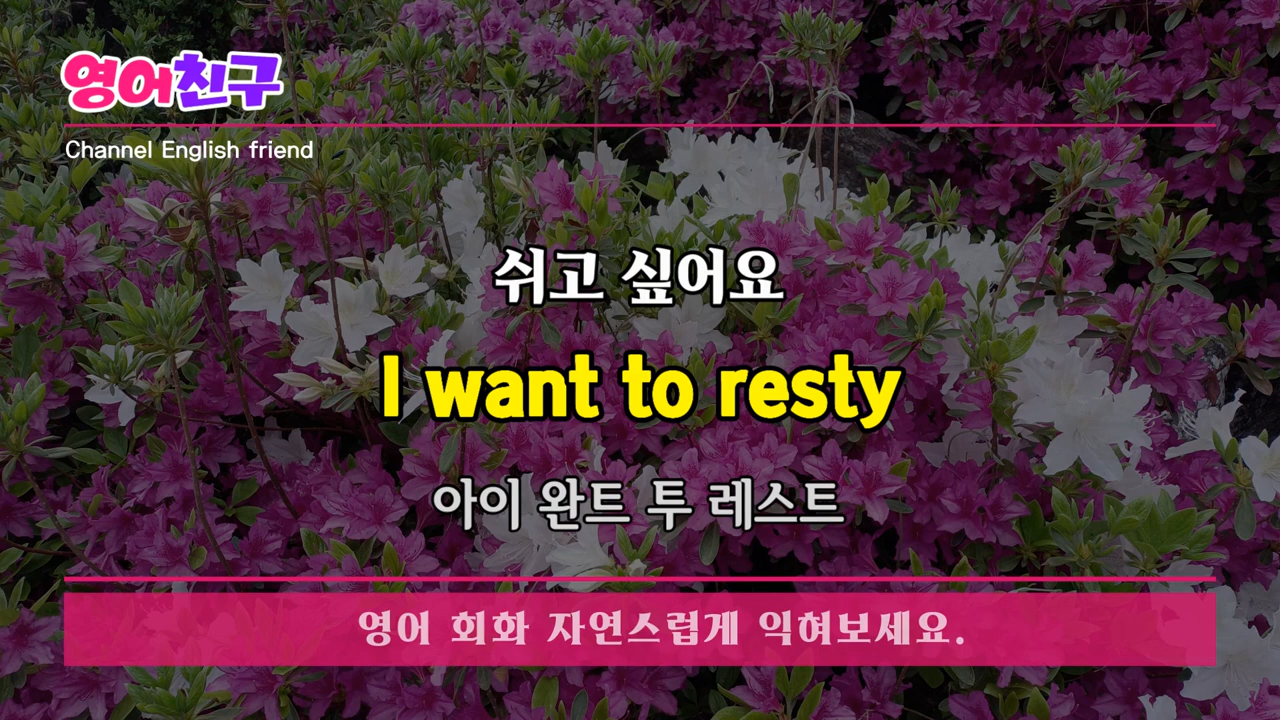 영어친구
Channel English friend
쉬고 싶어요
I want to resty
아이 완트 투 레스트
영어 회화 자연스럽게 익혀보세요.